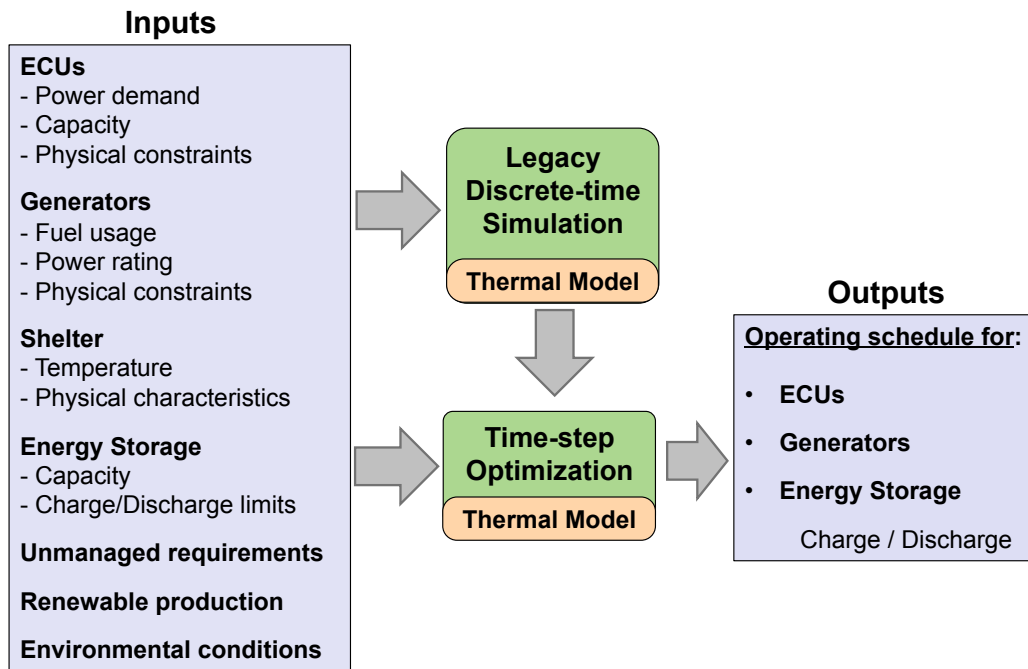 Inputs
ECUs
- Power demand
- Capacity
- Physical constraints
Generators
- Fuel usage
- Power rating
- Physical constraints
Shelter
- Temperature
- Physical characteristics
Energy Storage
- Capacity
- Charge/Discharge limits
Unmanaged requirements
Renewable production
Environmental conditions
Legacy
Discrete-time
Simulation
Thermal Model
Time-step
Optimization
Thermal Model
Outputs
Operating schedule for:
• ECUs
• Generators
• Energy Storage
Charge / Discharge